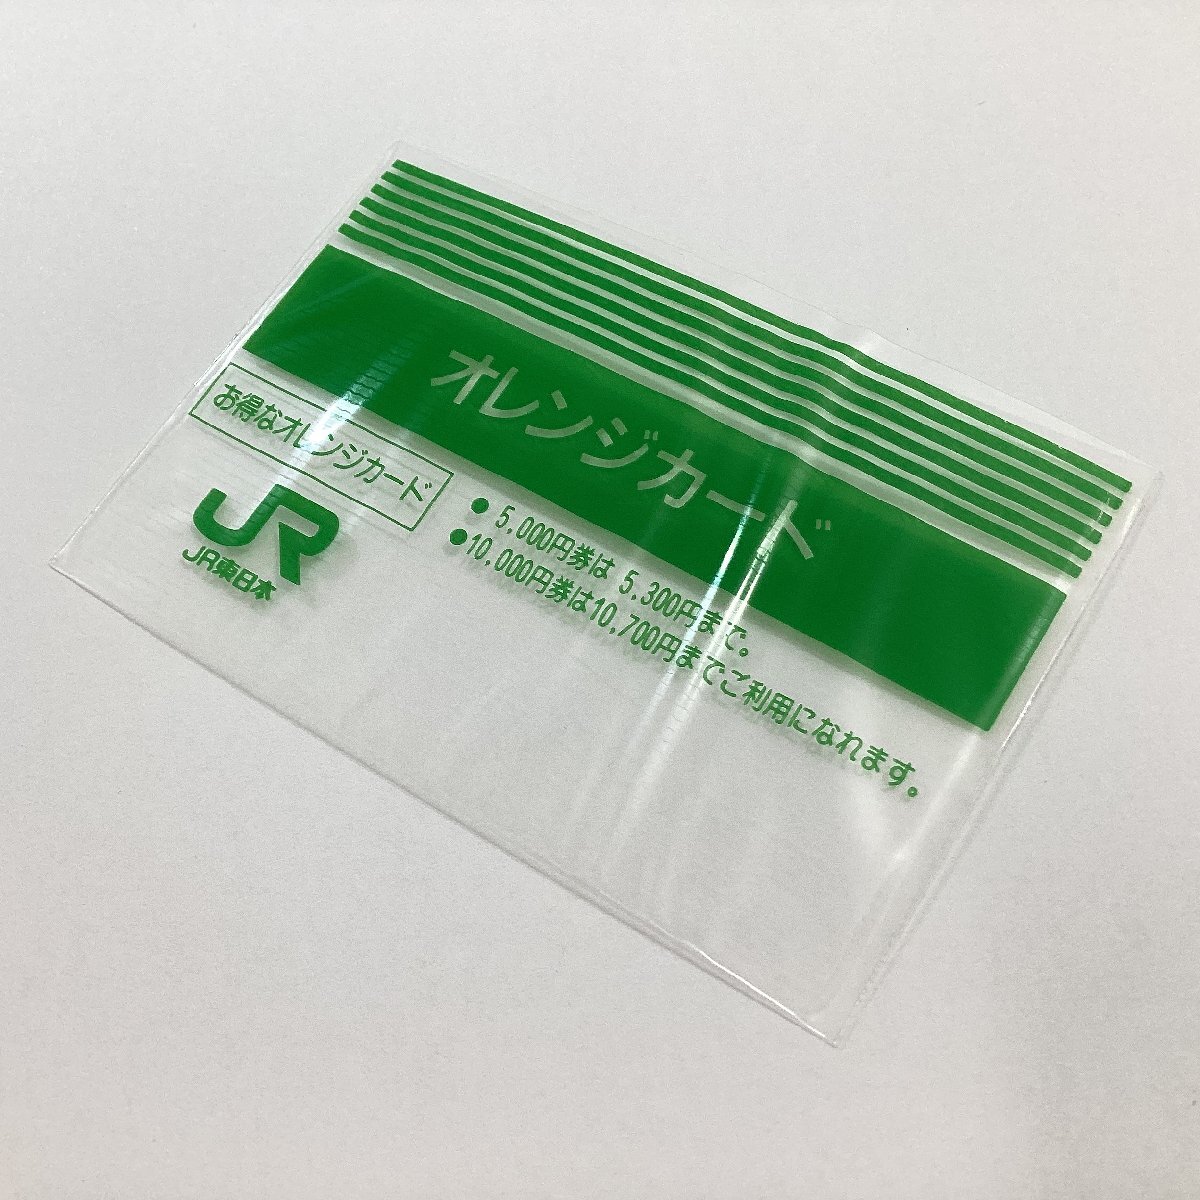 オレンジカード
お得なオレンジカード
● 5,000円券は 5,300円まで。
●10,000円券は10,700円までご利用になれます。
JR
JR東日本